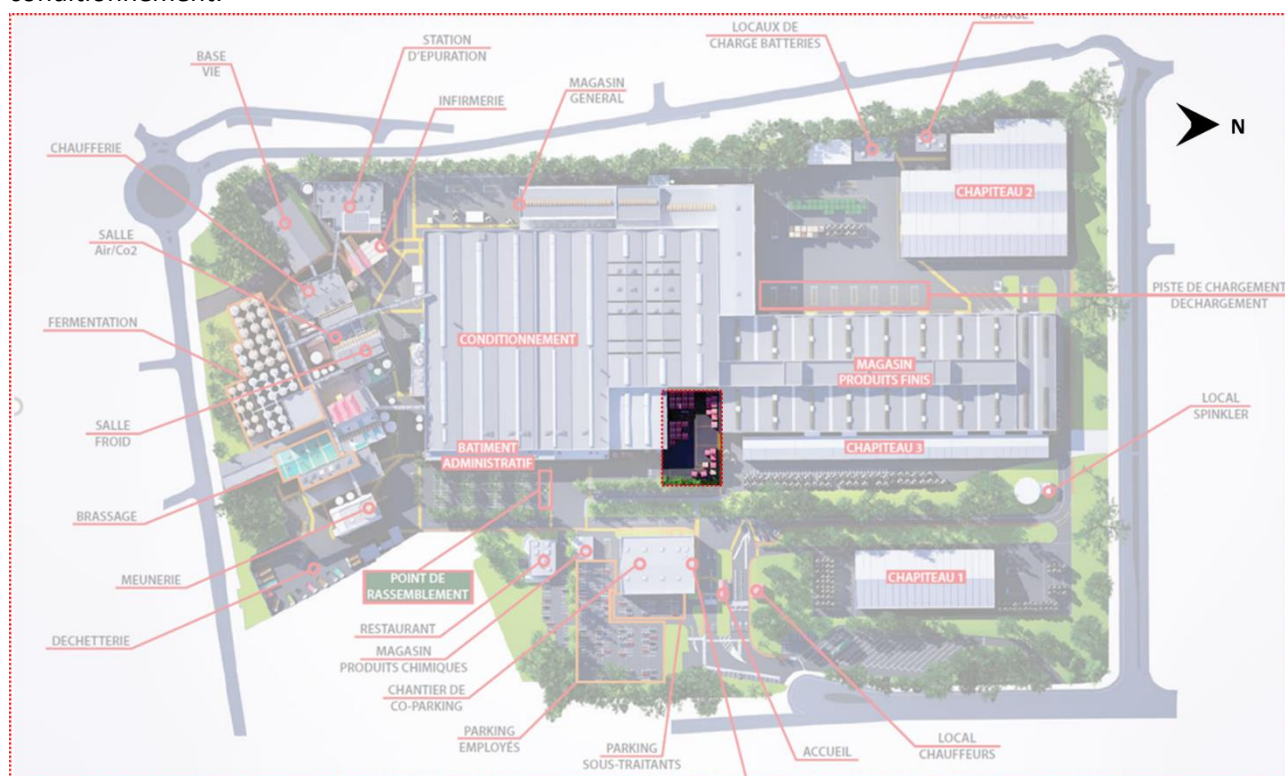 conditionnement.
LOCAUX DE
CHARGE BATTERIES
GARAGE
STATION
D'EPURATION
BASE
VIE
INFIRMERIE
MAGASIN
GENERAL
N
CHAUFFERIE
CHAPITEAU 2
SALLE
Air/Co2
PISTE DE CHARGEMENT
DECHARGEMENT
FERMENTATION
CONDITIONNEMENT
MAGASIN
PRODUITS FINIS
LOCAL
SPINKLER
SALLE
FROID
BATIMENT
ADMINISTRATIF
CHAPITEAU 3
BRASSAGE
MEUNERIE
POINT DE
RASSEMBLEMENT
CHAPITEAU 1
RESTAURANT
DECHETTERIE
MAGASIN
PRODUITS CHIMIQUES
CHANTIER DE
CO-PARKING
PARKING
EMPLOYÉS
PARKING
SOUS-TRAITANTS
ACCUEIL
LOCAL
CHAUFFEURS